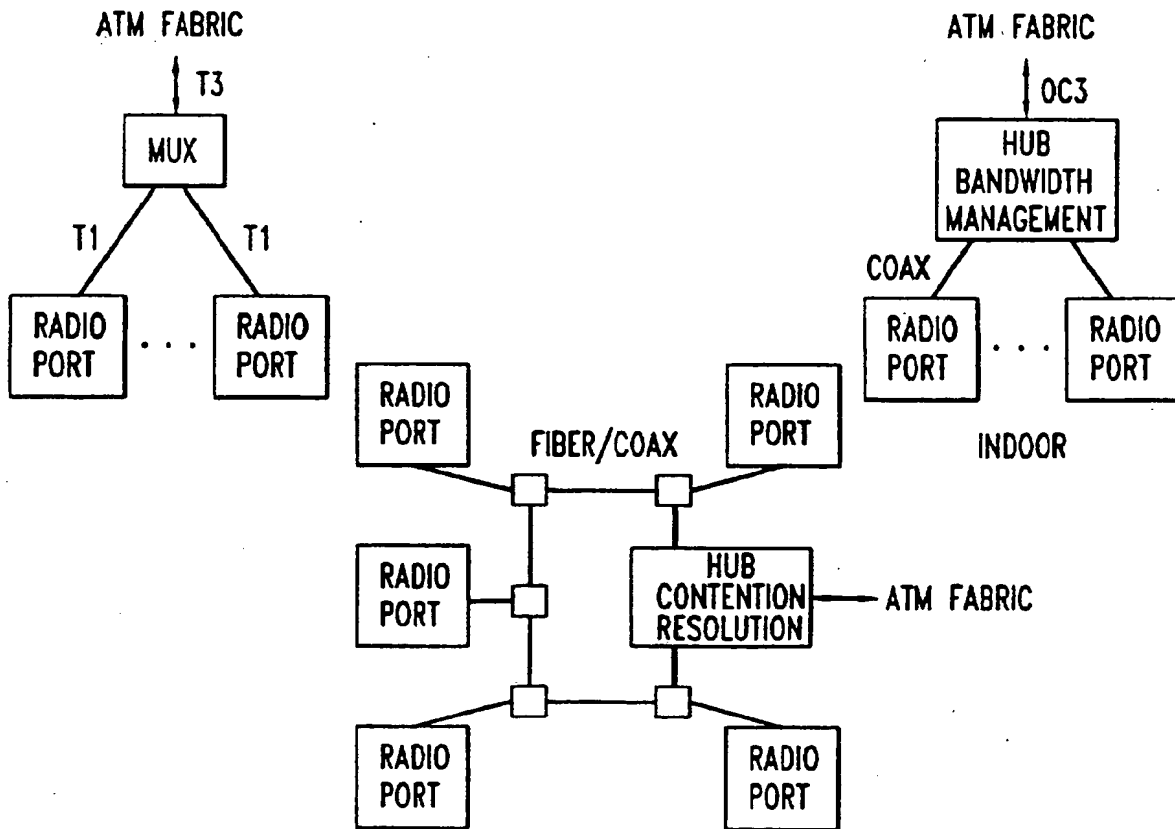 ATM FABRIC
T3
MUX
T1
T1
RADIO
PORT
. . .
RADIO
PORT
ATM FABRIC
OC3
HUB
BANDWIDTH
MANAGEMENT
COAX
RADIO
PORT
. . .
RADIO
PORT
INDOOR
RADIO
PORT
FIBER/COAX
RADIO
PORT
RADIO
PORT
HUB
CONTENTION
RESOLUTION
ATM FABRIC
RADIO
PORT
RADIO
PORT